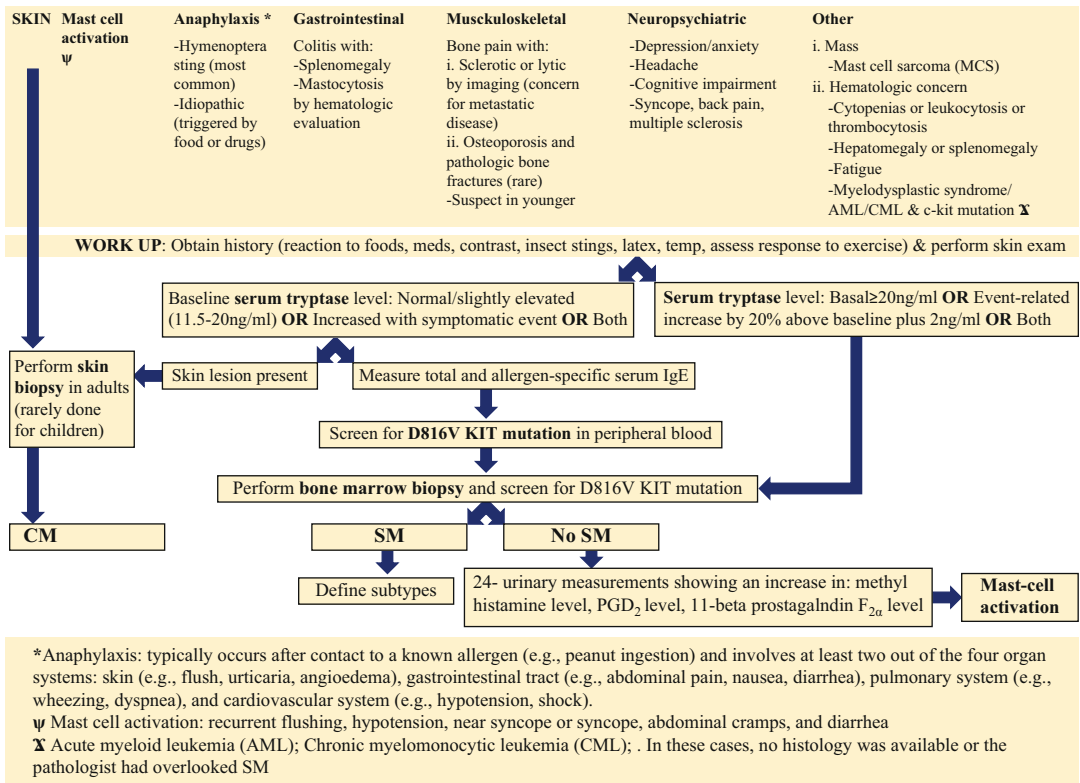 SKIN
Mast cell
activation
ψ
Anaphylaxis *
-Hymenoptera
sting (most
common)
-Idiopathic
(triggered by
food or drugs)
Gastrointestinal
Colitis with:
-Splenomegaly
-Mastocytosis
by hematologic
evaluation
Musckuloskeletal
Bone pain with:
i. Sclerotic or lytic
by imaging (concern
for metastatic
disease)
ii. Osteoporosis and
pathologic bone
fractures (rare)
-Suspect in younger
Neuropsychiatric
-Depression/anxiety
-Headache
-Cognitive impairment
-Syncope, back pain,
multiple sclerosis
Other
i. Mass
-Mast cell sarcoma (MCS)
ii. Hematologic concern
-Cytopenias or leukocytosis or
thrombocytosis
-Hepatomegaly or splenomegaly
-Fatigue
-Myelodysplastic syndrome/
AML/CML & c-kit mutation Ϫ
WORK UP: Obtain history (reaction to foods, meds, contrast, insect stings, latex, temp, assess response to exercise) & perform skin exam
Baseline serum tryptase level: Normal/slightly elevated
(11.5-20ng/ml) OR Increased with symptomatic event OR Both
Serum tryptase level: Basal≥20ng/ml OR Event-related
increase by 20% above baseline plus 2ng/ml OR Both
Perform skin
biopsy in adults
(rarely done
for children)
Skin lesion present
Measure total and allergen-specific serum IgE
Screen for D816V KIT mutation in peripheral blood
Perform bone marrow biopsy and screen for D816V KIT mutation
CM
SM
No SM
Define subtypes
24- urinary measurements showing an increase in: methyl
histamine level, PGD2 level, 11-beta prostagalndin F2α level
Mast-cell
activation
*Anaphylaxis: typically occurs after contact to a known allergen (e.g., peanut ingestion) and involves at least two out of the four organ
systems: skin (e.g., flush, urticaria, angioedema), gastrointestinal tract (e.g., abdominal pain, nausea, diarrhea), pulmonary system (e.g.,
wheezing, dyspnea), and cardiovascular system (e.g., hypotension, shock).
ψ Mast cell activation: recurrent flushing, hypotension, near syncope or syncope, abdominal cramps, and diarrhea
Ϫ Acute myeloid leukemia (AML); Chronic myelomonocytic leukemia (CML); . In these cases, no histology was available or the
pathologist had overlooked SM